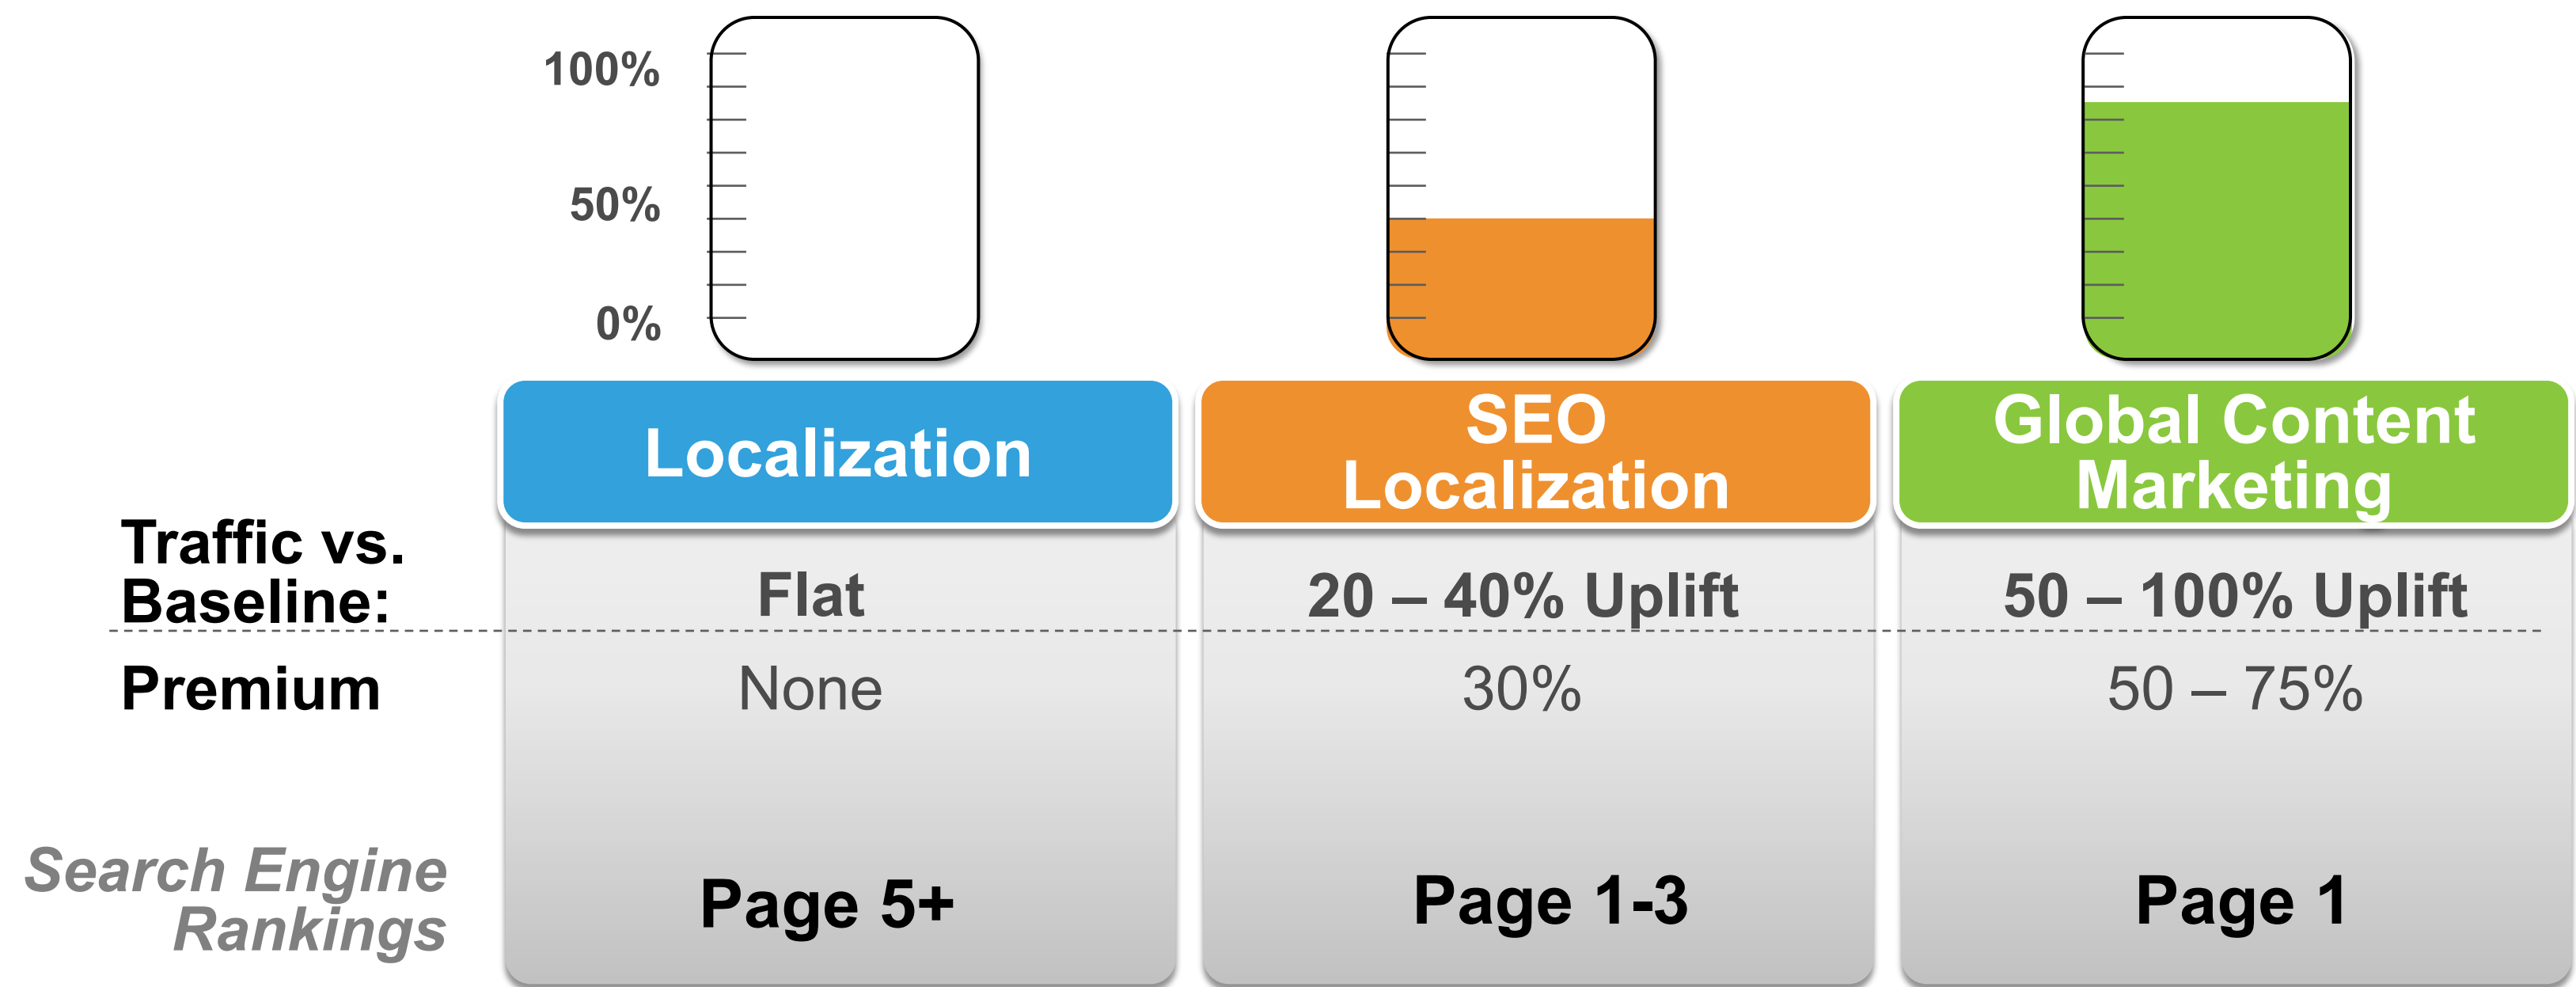 100%
50%
0%
Localization
SEO
Localization
Global Content
Marketing
Traffic vs.
Baseline:
Flat
20 – 40% Uplift
50 – 100% Uplift
Premium
None
30%
50 – 75%
Search Engine
Rankings
Page 5+
Page 1-3
Page 1